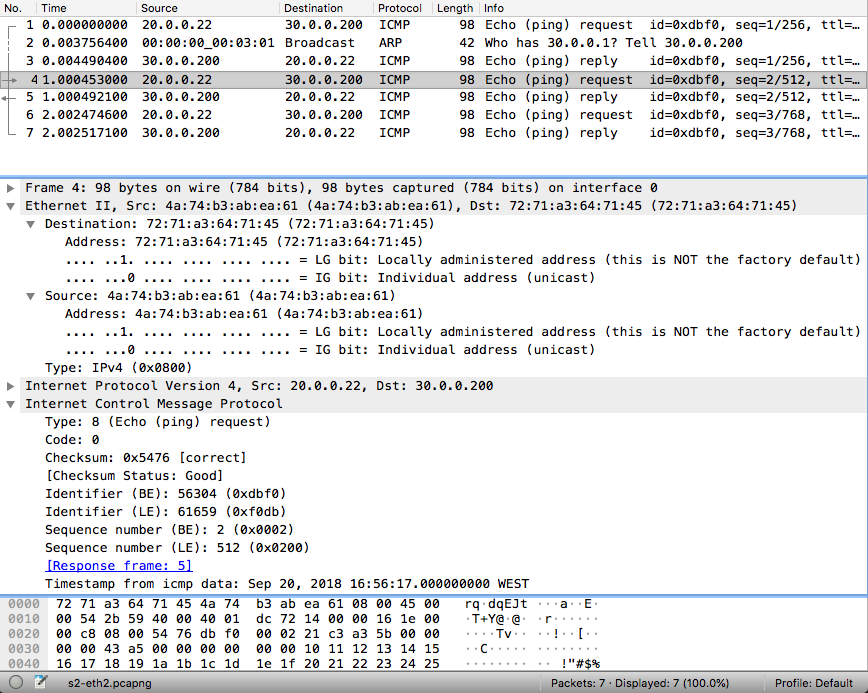 No. Time Source Destination Protocol Length Info
1 0.000000000 20.0.0.22 30.0.0.200 ICMP 98 Echo (ping) request id=0xdbf0, seq=1/256, ttl=…
2 0.003756400 00:00:00_00:03:01 Broadcast ARP 42 Who has 30.0.0.1? Tell 30.0.0.200
3 0.004490400 30.0.0.200 20.0.0.22 ICMP 98 Echo (ping) reply id=0xdbf0, seq=1/256, ttl=…
4 1.000453000 20.0.0.22 30.0.0.200 ICMP 98 Echo (ping) request id=0xdbf0, seq=2/512, ttl=…
5 1.000492100 30.0.0.200 20.0.0.22 ICMP 98 Echo (ping) reply id=0xdbf0, seq=2/512, ttl=…
6 2.002474600 20.0.0.22 30.0.0.200 ICMP 98 Echo (ping) request id=0xdbf0, seq=3/768, ttl=…
7 2.002517100 30.0.0.200 20.0.0.22 ICMP 98 Echo (ping) reply id=0xdbf0, seq=3/768, ttl=…
Frame 4: 98 bytes on wire (784 bits), 98 bytes captured (784 bits) on interface 0
Ethernet II, Src: 4a:74:b3:ab:ea:61 (4a:74:b3:ab:ea:61), Dst: 72:71:a3:64:71:45 (72:71:a3:64:71:45)
Destination: 72:71:a3:64:71:45 (72:71:a3:64:71:45)
Address: 72:71:a3:64:71:45 (72:71:a3:64:71:45)
.... ..1. .... .... .... .... = LG bit: Locally administered address (this is NOT the factory default)
.... ...0 .... .... .... .... = IG bit: Individual address (unicast)
Source: 4a:74:b3:ab:ea:61 (4a:74:b3:ab:ea:61)
Address: 4a:74:b3:ab:ea:61 (4a:74:b3:ab:ea:61)
.... ..1. .... .... .... .... = LG bit: Locally administered address (this is NOT the factory default)
.... ...0 .... .... .... .... = IG bit: Individual address (unicast)
Type: IPv4 (0x0800)
Internet Protocol Version 4, Src: 20.0.0.22, Dst: 30.0.0.200
Internet Control Message Protocol
Type: 8 (Echo (ping) request)
Code: 0
Checksum: 0x5476 [correct]
[Checksum Status: Good]
Identifier (BE): 56304 (0xdbf0)
Identifier (LE): 61659 (0xf0db)
Sequence number (BE): 2 (0x0002)
Sequence number (LE): 512 (0x0200)
[Response frame: 5]
Timestamp from icmp data: Sep 20, 2018 16:56:17.000000000 WEST
0000 72 71 a3 64 71 45 4a 74 b3 ab ea 61 08 00 45 00 rq·dqEJt ···a··E·
0010 00 54 2b 59 40 00 40 01 dc 72 14 00 00 16 1e 00 ·T+Y@·@· ·r······
0020 00 c8 08 00 54 76 db f0 00 02 21 c3 a3 5b 00 00 ····Tv·· ··!··[··
0030 00 00 43 a5 00 00 00 00 00 00 10 11 12 13 14 15 ··C····· ········
0040 16 17 18 19 1a 1b 1c 1d 1e 1f 20 21 22 23 24 25 ········ ·· !"#$%
s2-eth2.pcapng Packets: 7 · Displayed: 7 (100.0%) Profile: Default